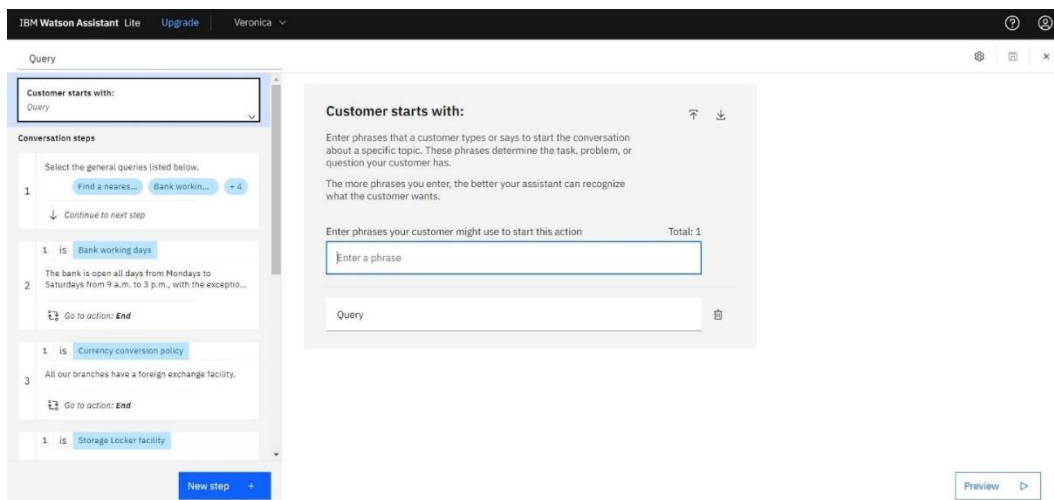 IBM Watson Assistant Lite Upgrade Veronica
Query
Customer starts with:
Query
Conversation steps
1
Select the general queries listed below.
Find a neares... Bank workin... + 4
Continue to next step
2
1 is Bank working days
The bank is open all days from Mondays to
Saturdays from 9 a.m. to 3 p.m., with the exceptio...
Go to action: End
3
1 is Currency conversion policy
All our branches have a foreign exchange facility.
Go to action: End
1 is Storage Locker facility
New step +
Customer starts with:
Enter phrases that a customer types or says to start the conversation
about a specific topic. These phrases determine the task, problem, or
question your customer has.
The more phrases you enter, the better your assistant can recognize
what the customer wants.
Enter phrases your customer might use to start this action Total: 1
Enter a phrase
Query
Preview